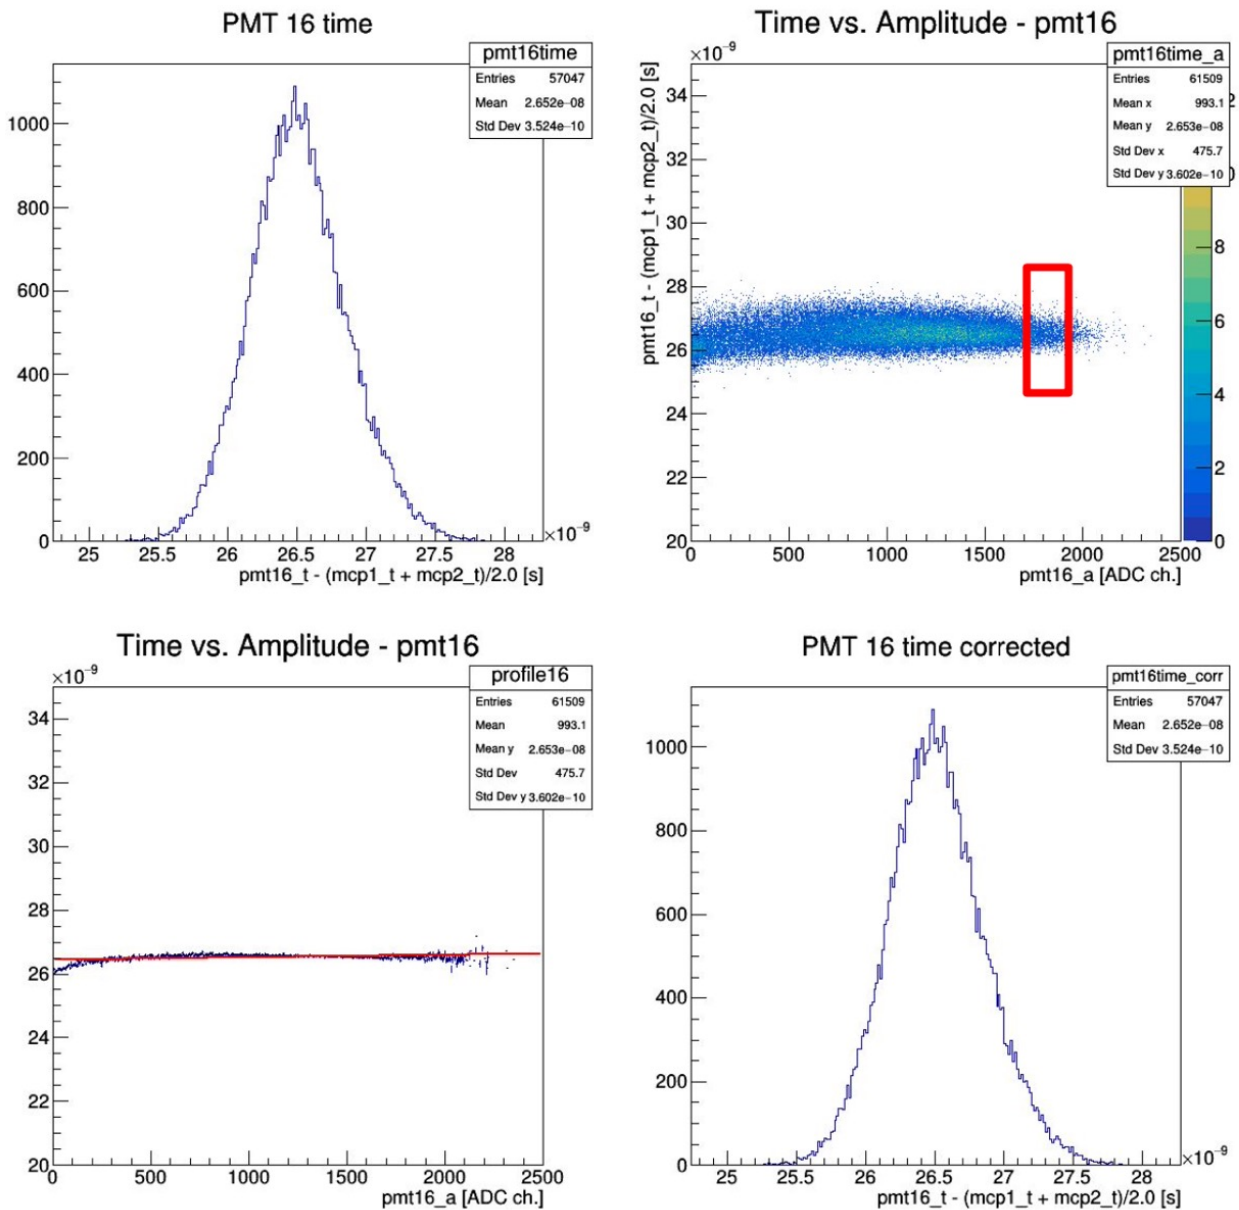 PMT 16 time
pmt16time
Entries 57047
Mean 2.652e−08
Std Dev 3.524e−10
1000
800
600
400
200
0
25 25.5 26 26.5 27 27.5 28
×10⁻⁹
pmt16_t - (mcp1_t + mcp2_t)/2.0 [s]
Time vs. Amplitude - pmt16
×10⁻⁹
pmt16_t - (mcp1_t + mcp2_t)/2.0 [s]
pmt16time_a
Entries 61509
Mean x 993.1
Mean y 2.653e−08
Std Dev x 475.7
Std Dev y 3.602e−10
34
32
30
28
26
24
22
20
0 500 1000 1500 2000 2500
pmt16_a [ADC ch.]
2
0
8
6
4
2
0
Time vs. Amplitude - pmt16
×10⁻⁹
profile16
Entries 61509
Mean 993.1
Mean y 2.653e−08
Std Dev 475.7
Std Dev y 3.602e−10
34
32
30
28
26
24
22
20
0 500 1000 1500 2000 2500
pmt16_a [ADC ch.]
PMT 16 time corrected
pmt16time_corr
Entries 57047
Mean 2.652e−08
Std Dev 3.524e−10
1000
800
600
400
200
0
25 25.5 26 26.5 27 27.5 28
×10⁻⁹
pmt16_t - (mcp1_t + mcp2_t)/2.0 [s]